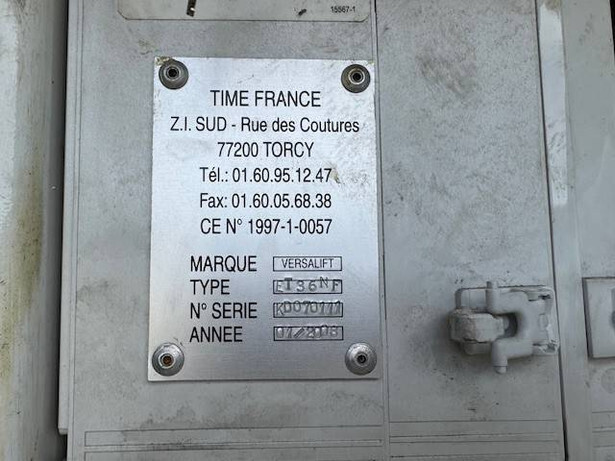 15567-1
TIME FRANCE
Z.I. SUD - Rue des Coutures
77200 TORCY
Tél.: 01.60.95.12.47
Fax: 01.60.05.68.38
CE N° 1997-1-0057
MARQUE VERSALIFT
TYPE ET36NF
N° SERIE
ANNEE